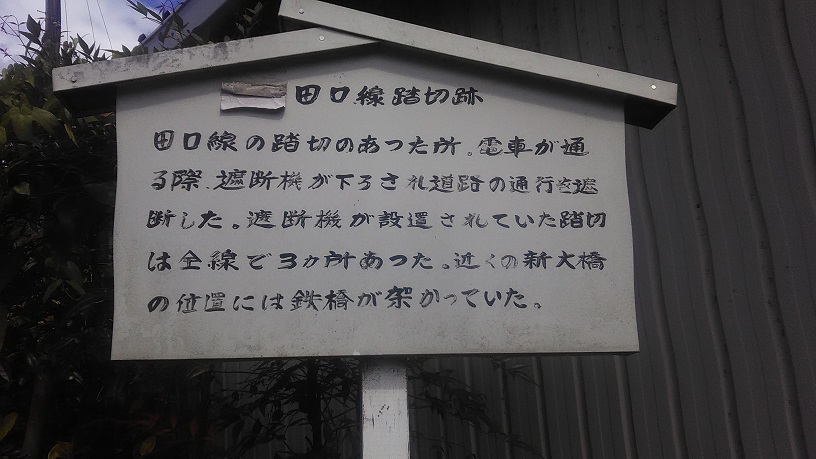 田口線踏切跡
田口線の踏切のあつた所。電車が通
る際、遮断機が下ろされ道路の通行を遮
断した。遮断機が設置されていた踏切
は全線で3ヵ所あつた。近くの新大橋
の位置には鉄橋が架かっていた。